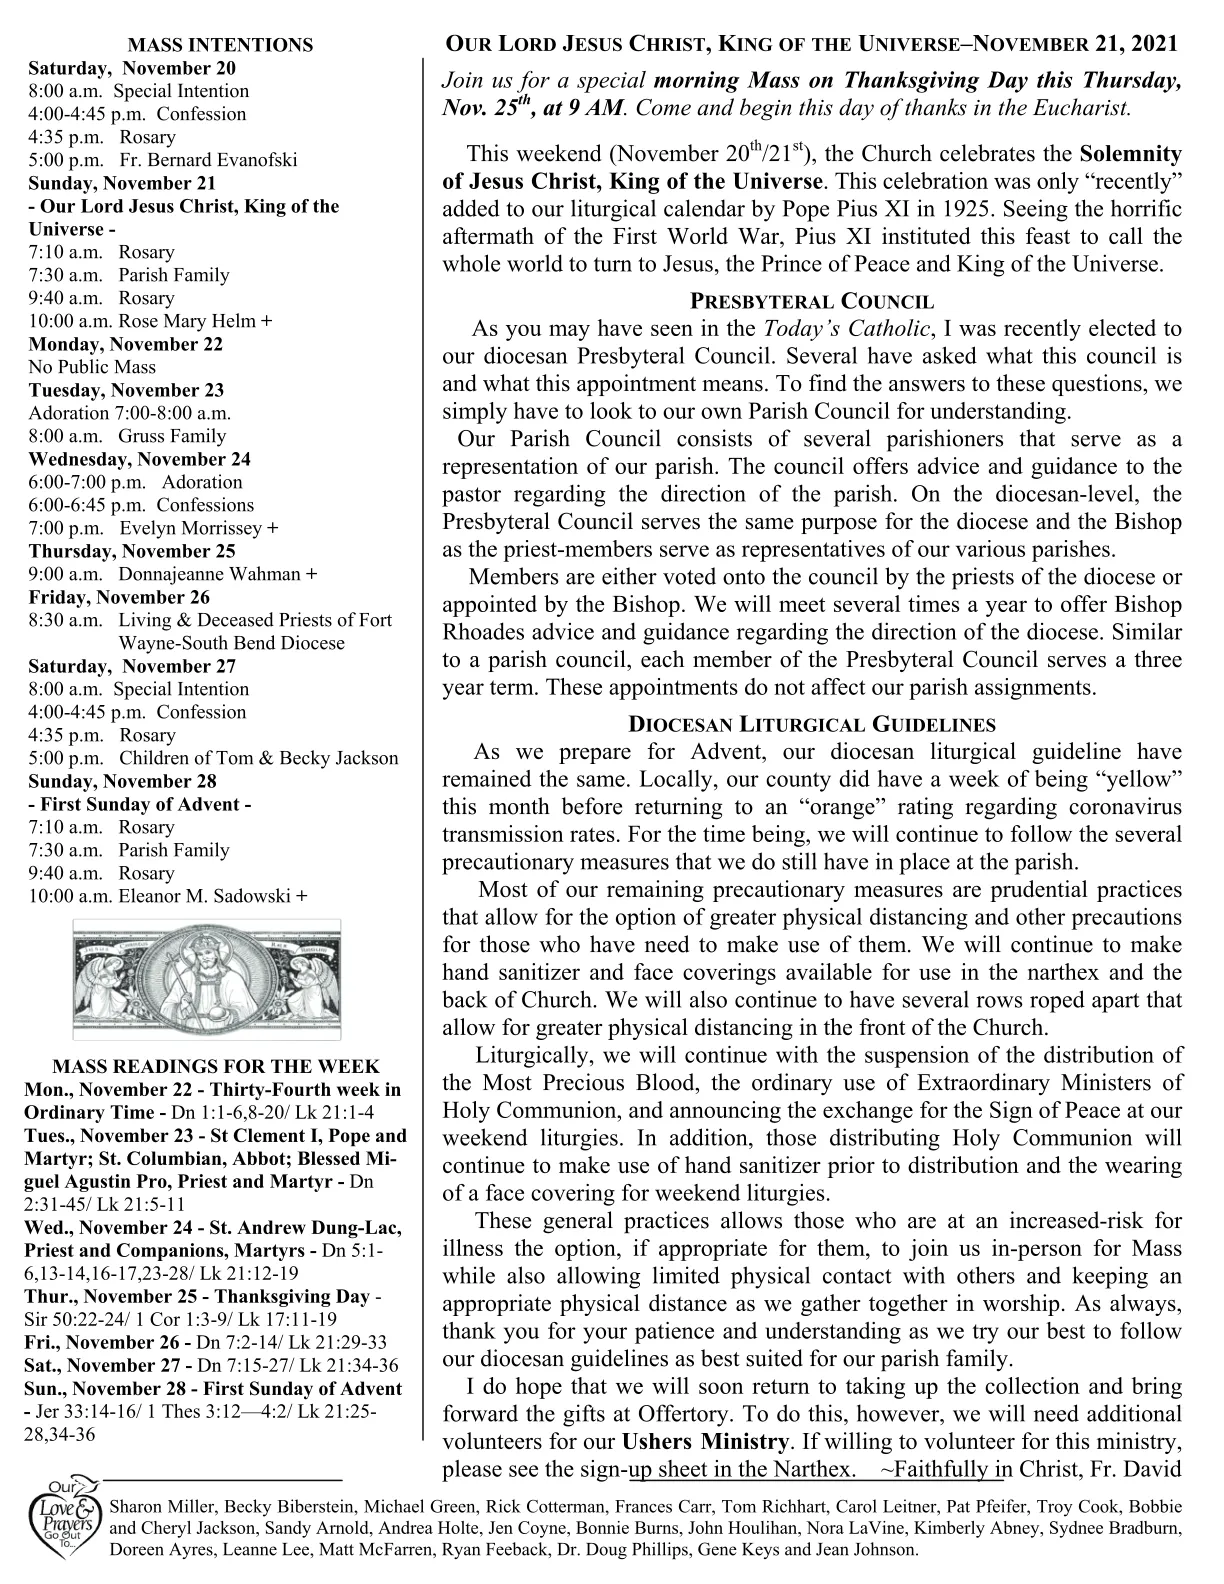 MASS INTENTIONS
Saturday,  November 20
8:00 a.m.  Special Intention
4:00-4:45 p.m.  Confession
4:35 p.m.   Rosary
5:00 p.m.   Fr. Bernard Evanofski
Sunday, November 21
- Our Lord Jesus Christ, King of the
Universe -
7:10 a.m.   Rosary
7:30 a.m.   Parish Family
9:40 a.m.   Rosary
10:00 a.m. Rose Mary Helm +
Monday, November 22
No Public Mass
Tuesday, November 23
Adoration 7:00-8:00 a.m.
8:00 a.m.   Gruss Family
Wednesday, November 24
6:00-7:00 p.m.   Adoration
6:00-6:45 p.m.  Confessions
7:00 p.m.   Evelyn Morrissey +
Thursday, November 25
9:00 a.m.   Donnajeanne Wahman +
Friday, November 26
8:30 a.m.   Living & Deceased Priests of Fort
Wayne-South Bend Diocese
Saturday,  November 27
8:00 a.m.  Special Intention
4:00-4:45 p.m.  Confession
4:35 p.m.   Rosary
5:00 p.m.   Children of Tom & Becky Jackson
Sunday, November 28
- First Sunday of Advent -
7:10 a.m.   Rosary
7:30 a.m.   Parish Family
9:40 a.m.   Rosary
10:00 a.m. Eleanor M. Sadowski +
MASS READINGS FOR THE WEEK
Mon., November 22 - Thirty-Fourth week in
Ordinary Time - Dn 1:1-6,8-20/ Lk 21:1-4
Tues., November 23 - St Clement I, Pope and
Martyr; St. Columbian, Abbot; Blessed Mi-
guel Agustin Pro, Priest and Martyr - Dn
2:31-45/ Lk 21:5-11
Wed., November 24 - St. Andrew Dung-Lac,
Priest and Companions, Martyrs - Dn 5:1-
6,13-14,16-17,23-28/ Lk 21:12-19
Thur., November 25 - Thanksgiving Day -
Sir 50:22-24/ 1 Cor 1:3-9/ Lk 17:11-19
Fri., November 26 - Dn 7:2-14/ Lk 21:29-33
Sat., November 27 - Dn 7:15-27/ Lk 21:34-36
Sun., November 28 - First Sunday of Advent
- Jer 33:14-16/ 1 Thes 3:12—4:2/ Lk 21:25-
28,34-36
OUR LORD JESUS CHRIST, KING OF THE UNIVERSE–NOVEMBER 21, 2021
Join us for a special morning Mass on Thanksgiving Day this Thursday,
Nov. 25th, at 9 AM. Come and begin this day of thanks in the Eucharist.
This weekend (November 20th/21st), the Church celebrates the Solemnity
of Jesus Christ, King of the Universe. This celebration was only “recently”
added to our liturgical calendar by Pope Pius XI in 1925. Seeing the horrific
aftermath of the First World War, Pius XI instituted this feast to call the
whole world to turn to Jesus, the Prince of Peace and King of the Universe.
PRESBYTERAL COUNCIL
As you may have seen in the Today’s Catholic, I was recently elected to
our diocesan Presbyteral Council. Several have asked what this council is
and what this appointment means. To find the answers to these questions, we
simply have to look to our own Parish Council for understanding.
Our Parish Council consists of several parishioners that serve as a
representation of our parish. The council offers advice and guidance to the
pastor regarding the direction of the parish. On the diocesan-level, the
Presbyteral Council serves the same purpose for the diocese and the Bishop
as the priest-members serve as representatives of our various parishes.
Members are either voted onto the council by the priests of the diocese or
appointed by the Bishop. We will meet several times a year to offer Bishop
Rhoades advice and guidance regarding the direction of the diocese. Similar
to a parish council, each member of the Presbyteral Council serves a three
year term. These appointments do not affect our parish assignments.
DIOCESAN LITURGICAL GUIDELINES
As we prepare for Advent, our diocesan liturgical guideline have
remained the same. Locally, our county did have a week of being “yellow”
this month before returning to an “orange” rating regarding coronavirus
transmission rates. For the time being, we will continue to follow the several
precautionary measures that we do still have in place at the parish.
Most of our remaining precautionary measures are prudential practices
that allow for the option of greater physical distancing and other precautions
for those who have need to make use of them. We will continue to make
hand sanitizer and face coverings available for use in the narthex and the
back of Church. We will also continue to have several rows roped apart that
allow for greater physical distancing in the front of the Church.
Liturgically, we will continue with the suspension of the distribution of
the Most Precious Blood, the ordinary use of Extraordinary Ministers of
Holy Communion, and announcing the exchange for the Sign of Peace at our
weekend liturgies. In addition, those distributing Holy Communion will
continue to make use of hand sanitizer prior to distribution and the wearing
of a face covering for weekend liturgies.
These general practices allows those who are at an increased-risk for
illness the option, if appropriate for them, to join us in-person for Mass
while also allowing limited physical contact with others and keeping an
appropriate physical distance as we gather together in worship. As always,
thank you for your patience and understanding as we try our best to follow
our diocesan guidelines as best suited for our parish family.
I do hope that we will soon return to taking up the collection and bring
forward the gifts at Offertory. To do this, however, we will need additional
volunteers for our Ushers Ministry. If willing to volunteer for this ministry,
please see the sign-up sheet in the Narthex.    ~Faithfully in Christ, Fr. David
Our
Love &
Prayers
Go Out
To...
Sharon Miller, Becky Biberstein, Michael Green, Rick Cotterman, Frances Carr, Tom Richhart, Carol Leitner, Pat Pfeifer, Troy Cook, Bobbie
and Cheryl Jackson, Sandy Arnold, Andrea Holte, Jen Coyne, Bonnie Burns, John Houlihan, Nora LaVine, Kimberly Abney, Sydnee Bradburn,
Doreen Ayres, Leanne Lee, Matt McFarren, Ryan Feeback, Dr. Doug Phillips, Gene Keys and Jean Johnson.